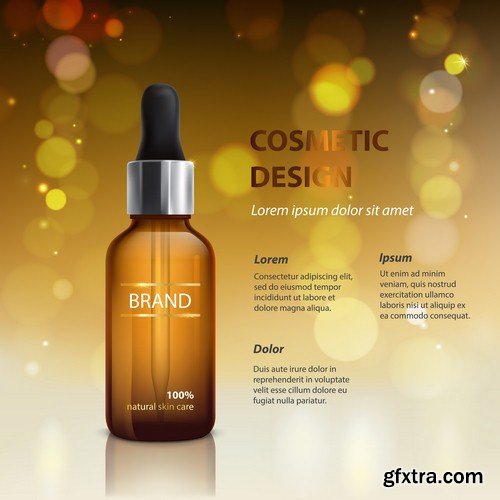 COSMETIC
DESIGN
Lorem ipsum dolor sit amet
Lorem
Consectetur adipiscing elit,
sed do eiusmod tempor
incididunt ut labore et dolore
magna aliqua.
Ipsum
Ut enim ad minim
veniam, quis nostrud
exercitation ullamco
laboris nisi ut aliquip ex
ea commodo consequat.
Dolor
Duis aute irure dolor in
reprehenderit in voluptate
velit esse cillum dolore eu
fugiat nulla pariatur.
BRAND
100%
natural skin care
gfxtra.com